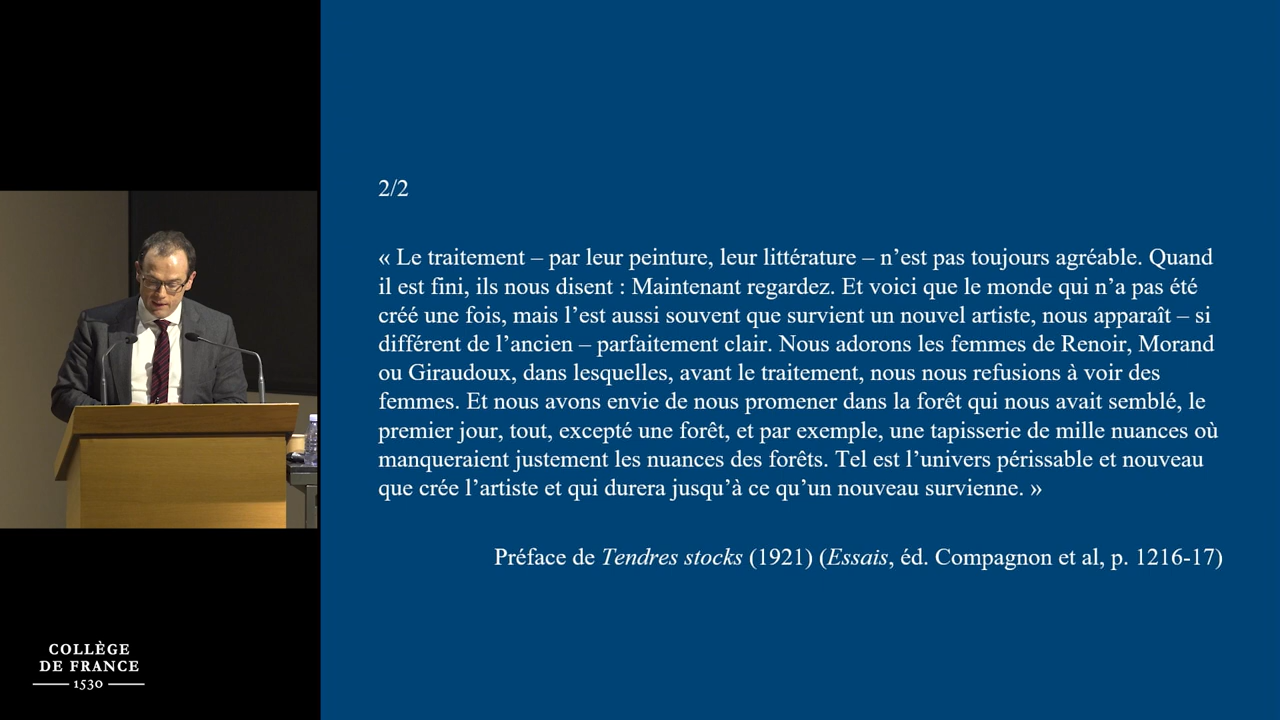 2/2
« Le traitement – par leur peinture, leur littérature – n’est pas toujours agréable. Quand
il est fini, ils nous disent : Maintenant regardez. Et voici que le monde qui n’a pas été
créé une fois, mais l’est aussi souvent que survient un nouvel artiste, nous apparaît – si
différent de l’ancien – parfaitement clair. Nous adorons les femmes de Renoir, Morand
ou Giraudoux, dans lesquelles, avant le traitement, nous nous refusions à voir des
femmes. Et nous avons envie de nous promener dans la forêt qui nous avait semblé, le
premier jour, tout, excepté une forêt, et par exemple, une tapisserie de mille nuances où
manqueraient justement les nuances des forêts. Tel est l’univers périssable et nouveau
que crée l’artiste et qui durera jusqu’à ce qu’un nouveau survienne. »
Préface de Tendres stocks (1921) (Essais, éd. Compagnon et al, p. 1216-17)
COLLÈGE
DE FRANCE
1530